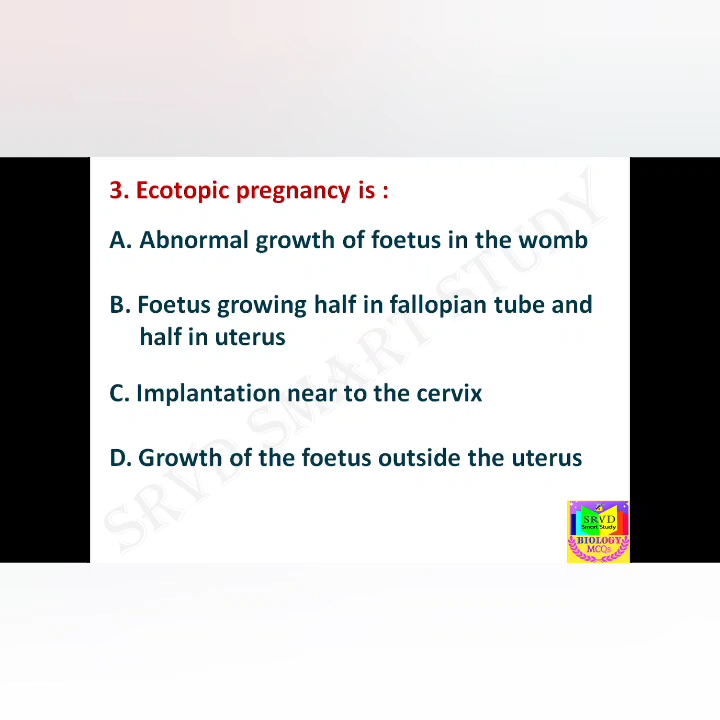 3. Ecotopic pregnancy is :
A. Abnormal growth of foetus in the womb
B. Foetus growing half in fallopian tube and
half in uterus
C. Implantation near to the cervix
D. Growth of the foetus outside the uterus
SRVD SMART STUDY
SRVD
Smart Study
BIOLOGY
MCQs